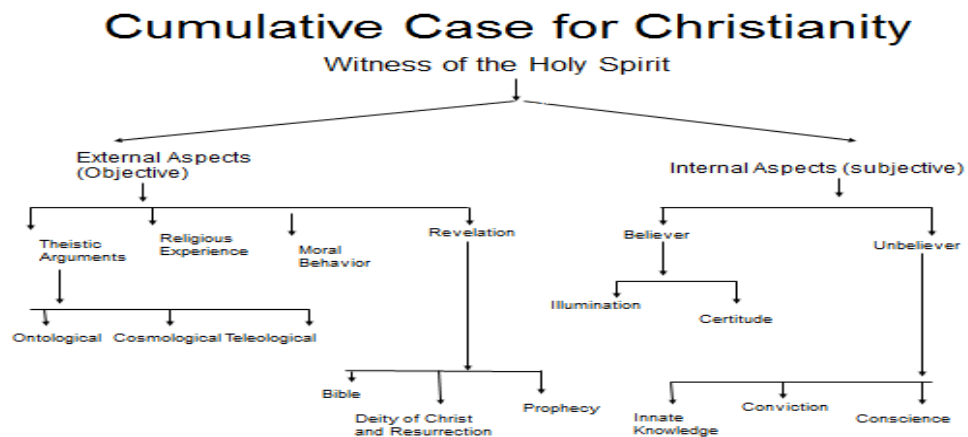 Cumulative Case for Christianity
Witness of the Holy Spirit
External Aspects
(Objective)
Internal Aspects (subjective)
Theistic
Arguments
Religious
Experience
Moral
Behavior
Revelation
Believer
Unbeliever
Illumination
Certitude
Ontological
Cosmological
Teleological
Bible
Deity of Christ
and Resurrection
Prophecy
Innate
Knowledge
Conviction
Conscience